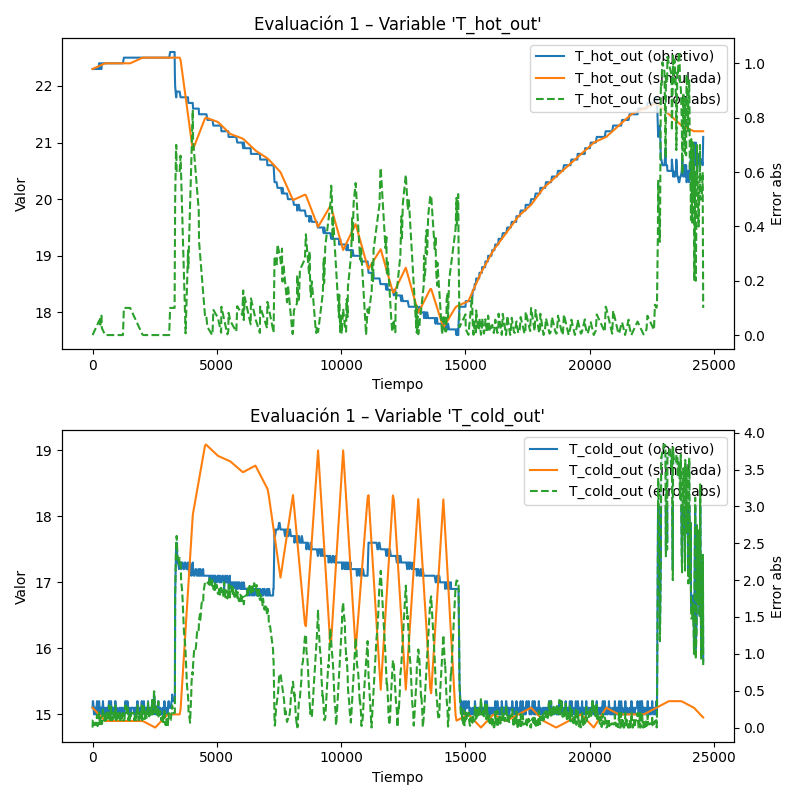 Evaluación 1 – Variable 'T_hot_out'
T_hot_out (objetivo)
T_hot_out (simulada)
T_hot_out (error abs)
22
21
20
19
18
Valor
1.0
0.8
0.6
0.4
0.2
0.0
Error abs
0 5000 10000 15000 20000 25000
Tiempo
Evaluación 1 – Variable 'T_cold_out'
T_cold_out (objetivo)
T_cold_out (simulada)
T_cold_out (error abs)
19
18
17
16
15
Valor
4.0
3.5
3.0
2.5
2.0
1.5
1.0
0.5
0.0
Error abs
0 5000 10000 15000 20000 25000
Tiempo